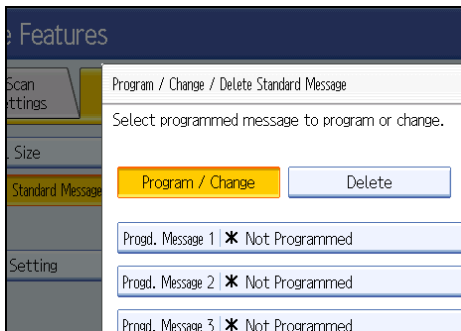 e Features
Scan
ettings
Program / Change / Delete Standard Message
Select programmed message to program or change.
Size
Standard Message
Program / Change Delete
Progd. Message 1 ✱ Not Programmed
Setting
Progd. Message 2 ✱ Not Programmed
Progd. Message 3 ✱ Not Programmed